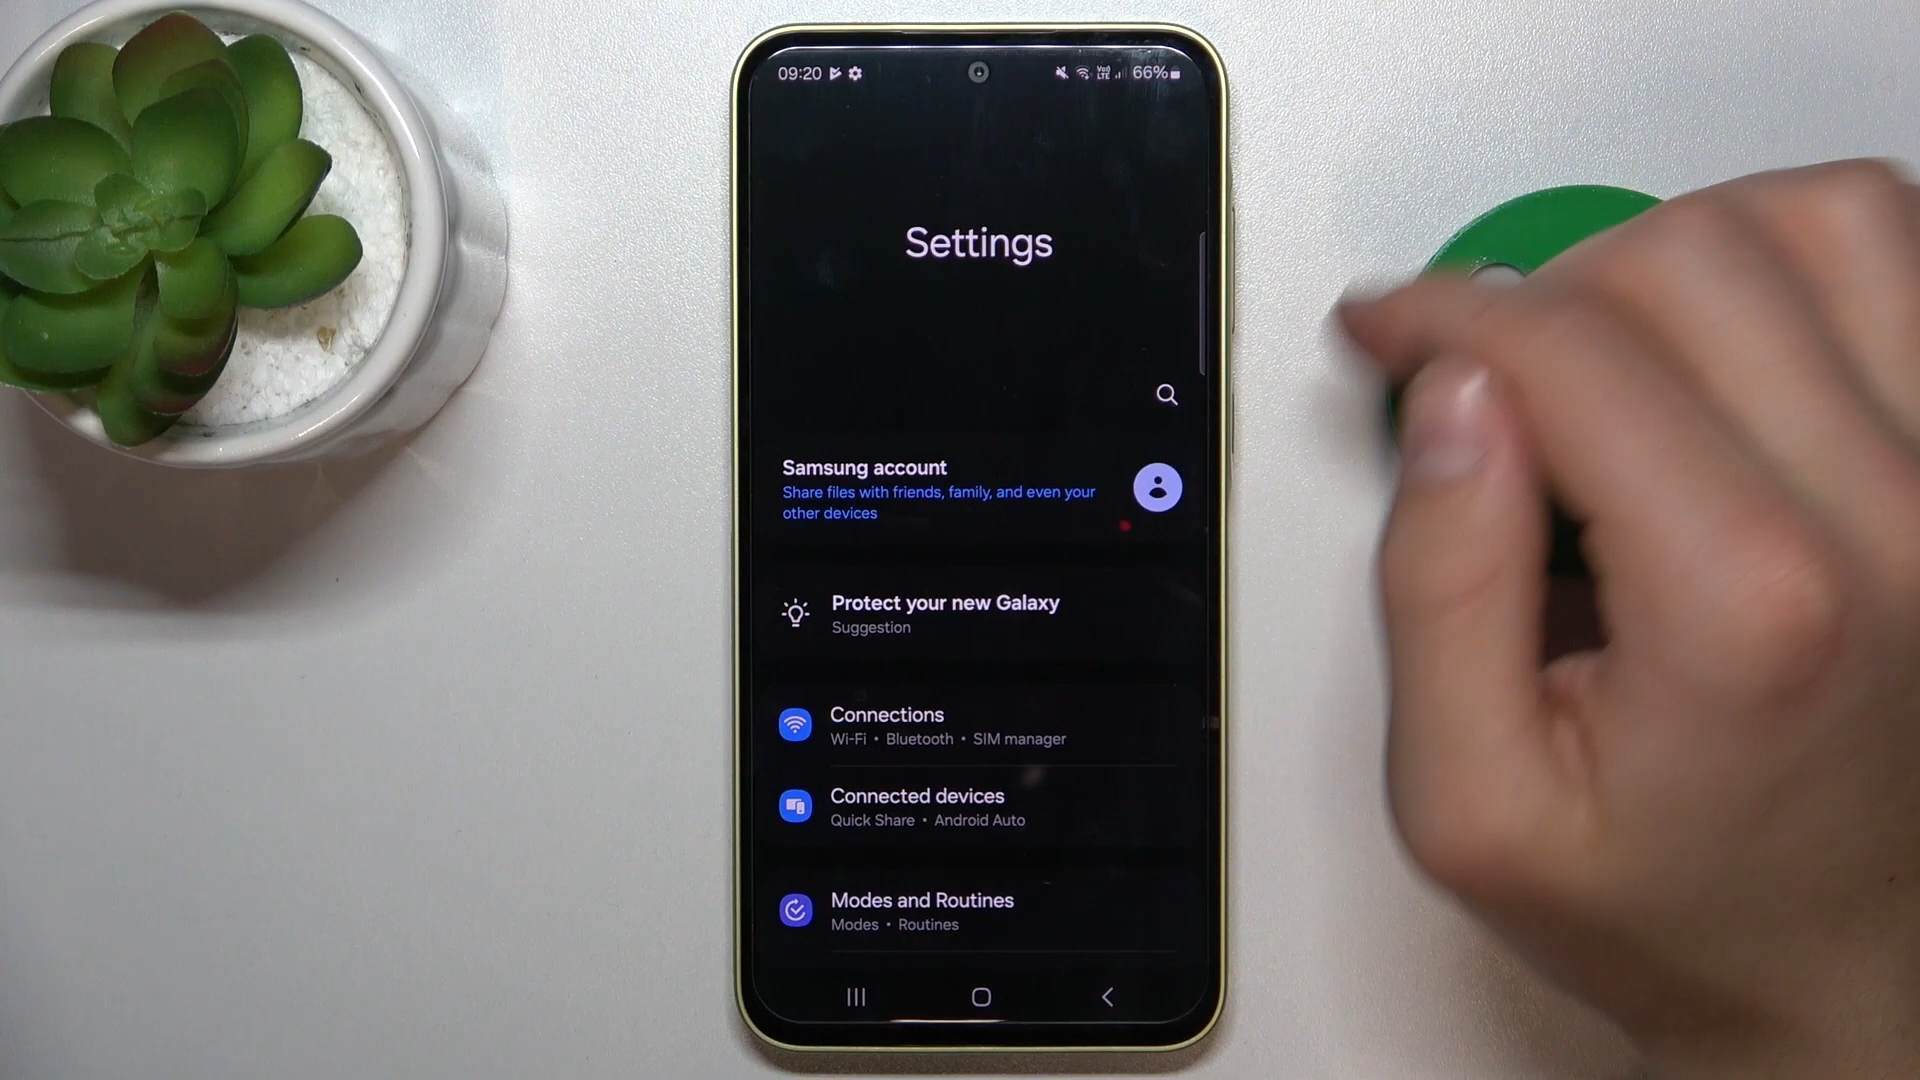 09:20 66%
Settings
Samsung account
Share files with friends, family, and even your
other devices
Protect your new Galaxy
Suggestion
Connections
Wi-Fi • Bluetooth • SIM manager
Connected devices
Quick Share • Android Auto
Modes and Routines
Modes • Routines